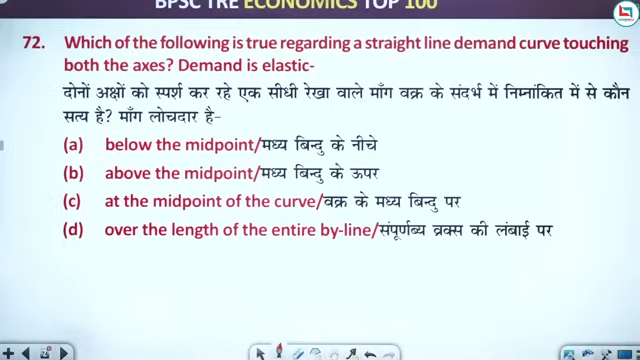 BPSC TRE ECONOMICS TOP 100
72. Which of the following is true regarding a straight line demand curve touching
both the axes? Demand is elastic-
दोनों अक्षों को स्पर्श कर रहे एक सीधी रेखा वाले माँग वक्र के संदर्भ में निम्नांकित में से कौन
सत्य है? माँग लोचदार है-
(a) below the midpoint/मध्य बिन्दु के नीचे
(b) above the midpoint/मध्य बिन्दु के ऊपर
(c) at the midpoint of the curve/वक्र के मध्य बिन्दु पर
(d) over the length of the entire by-line/संपूर्णब्य व्रक्स की लंबाई पर